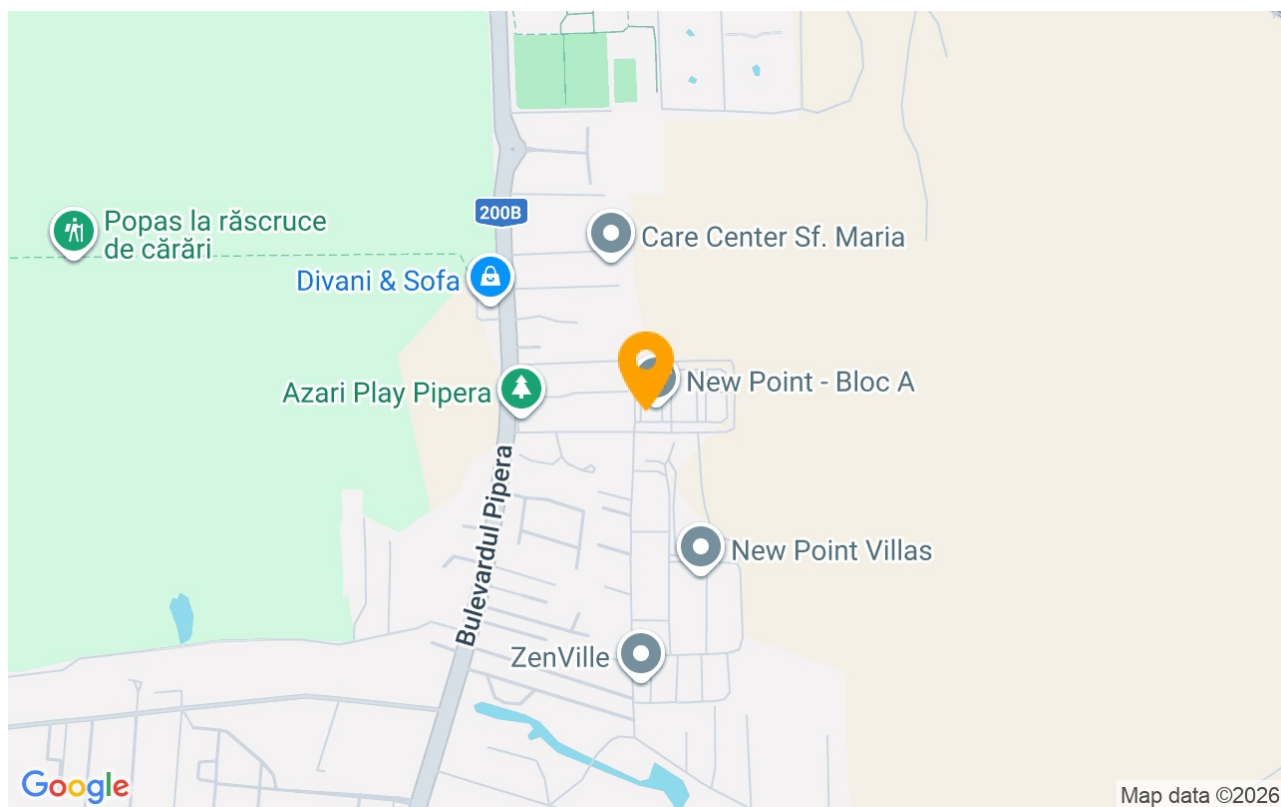 200B
Popas la răscruce
de cărări
Care Center Sf. Maria
Divani & Sofa
New Point - Bloc A
Azari Play Pipera
Bulevardul Pipera
New Point Villas
ZenVille
Google
Map data ©2026